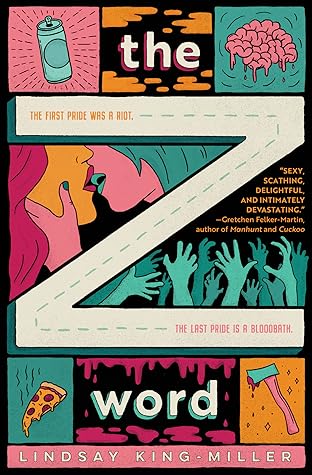 the
THE FIRST PRIDE WAS A RIOT.
Z
"SEXY,
SCATHING,
DELIGHTFUL,
AND INTIMATELY
DEVASTATING."
—Gretchen Felker-Martin,
author of Manhunt and Cuckoo
THE LAST PRIDE IS A BLOODBATH.
word
LINDSAY KING-MILLER